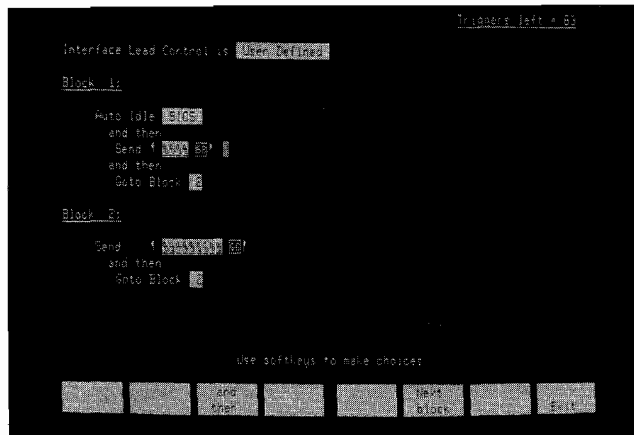 Triggers left = 83
Interface Lead Control is User Defined
Block 1:
Auto Idle
and then
Send "
and then
Goto Block
Block 2:
Send "
and then
Goto Block
Use softkeys to make choices
and then
Next block
Exit